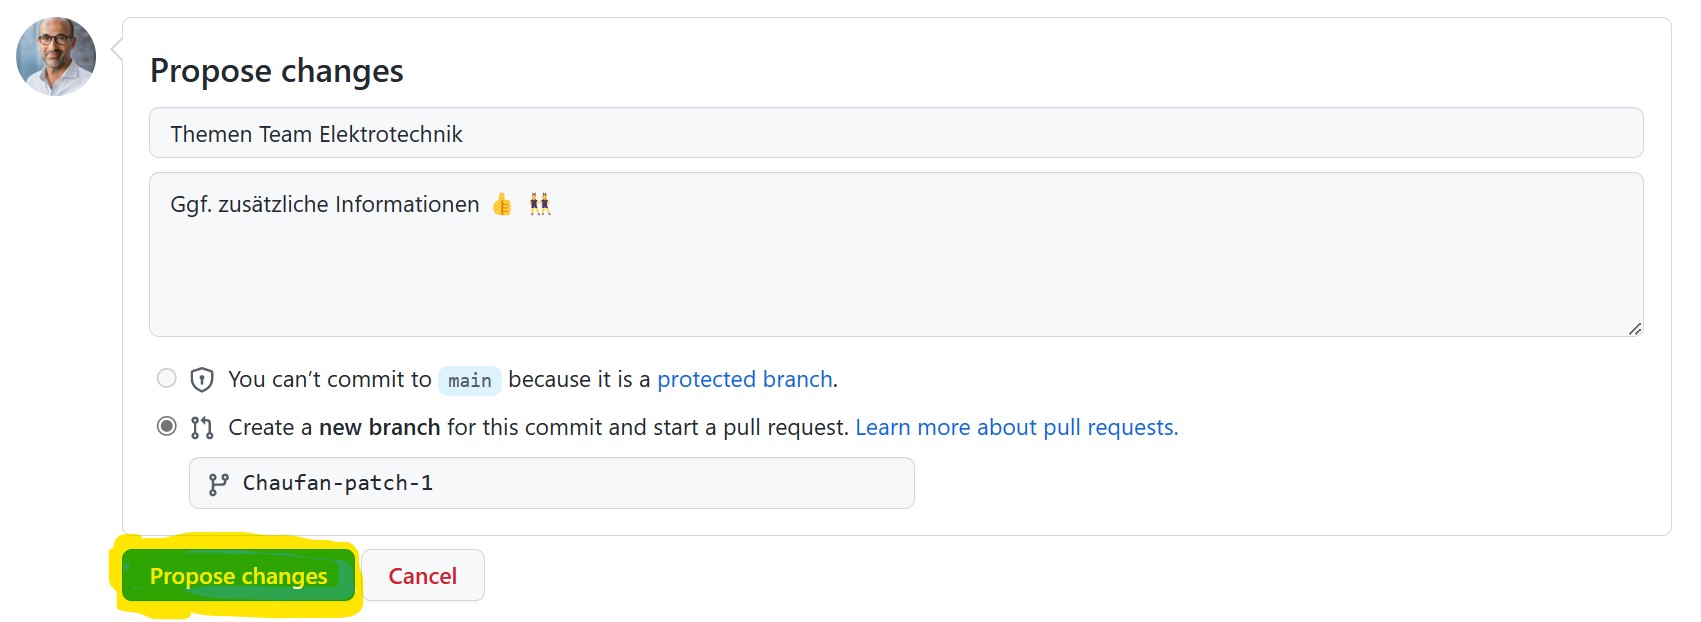 Propose changes
Themen Team Elektrotechnik
Ggf. zusätzliche Informationen 👍 👯
You can’t commit to main because it is a protected branch.
Create a new branch for this commit and start a pull request. Learn more about pull requests.
Chaufan-patch-1
Propose changes Cancel